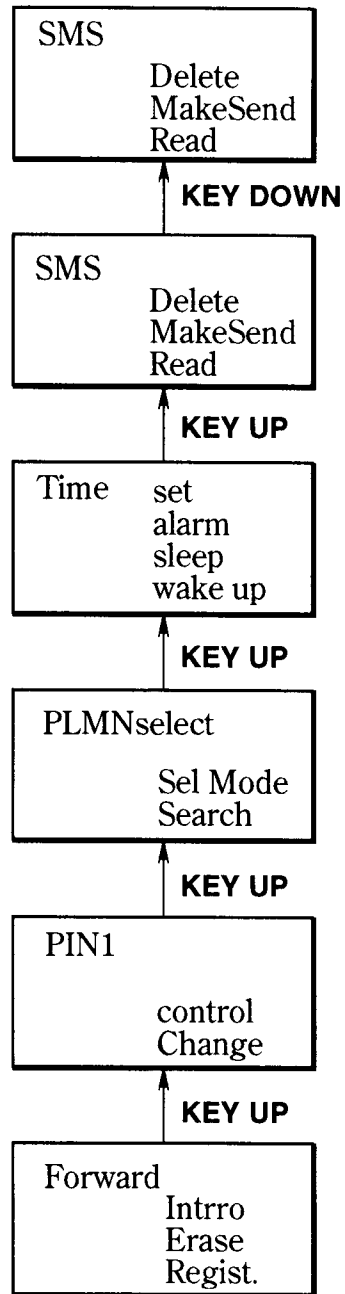 SMS
Delete
MakeSend
Read
KEY DOWN
SMS
Delete
MakeSend
Read
KEY UP
Time set
alarm
sleep
wake up
KEY UP
PLMNselect
Sel Mode
Search
KEY UP
PIN1
control
Change
KEY UP
Forward
Intrro
Erase
Regist.